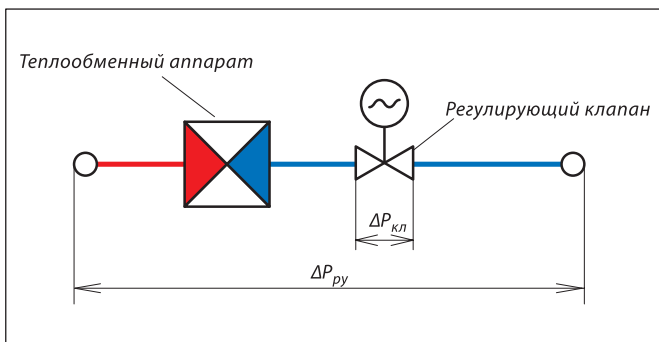 Теплообменный аппарат
Регулирующий клапан
ΔPкл
ΔPру